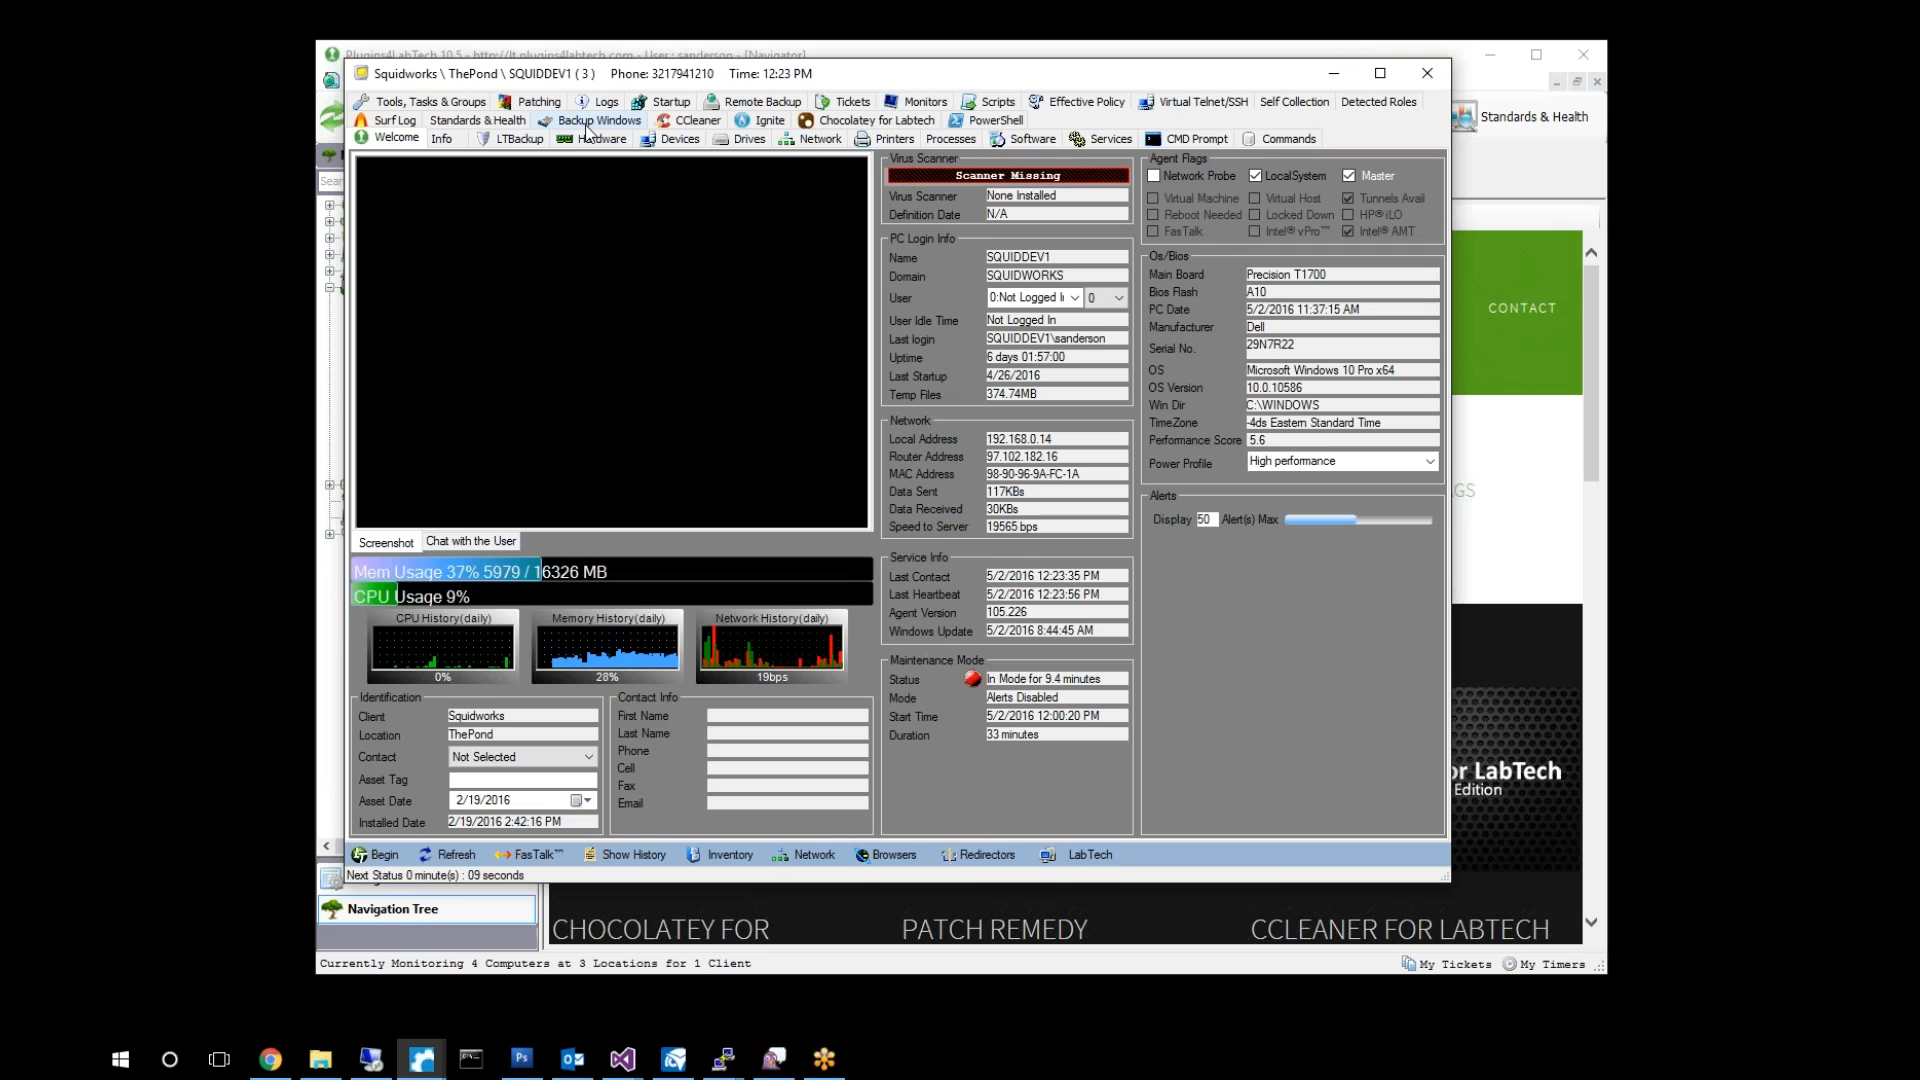 Plugins4LabTech 10.5 - http://lt.plugins4labtech.com - User : sanderson - [Navigator]
Squidworks \ ThePond \ SQUIDDEV1 ( 3 ) Phone: 3217941210 Time: 12:23 PM
Tools, Tasks & Groups Patching Logs Startup Remote Backup Tickets Monitors Scripts Effective Policy Virtual Telnet/SSH Self Collection Detected Roles
Surf Log Standards & Health Backup Windows CCleaner Ignite Chocolatey for Labtech PowerShell
Welcome Info LTBackup Hardware Devices Drives Network Printers Processes Software Services CMD Prompt Commands
Standards & Health
Sear
Virus Scanner
Scanner Missing
Virus Scanner None Installed
Definition Date N/A
PC Login Info
Name SQUIDDEV1
Domain SQUIDWORKS
User 0:Not Logged I 0
User Idle Time Not Logged In
Last login SQUIDDEV1\sanderson
Uptime 6 days 01:57:00
Last Startup 4/26/2016
Temp Files 374.74MB
Network
Local Address 192.168.0.14
Router Address 97.102.182.16
MAC Address 98-90-96-9A-FC-1A
Data Sent 117KBs
Data Received 30KBs
Speed to Server 19565 bps
Service Info
Last Contact 5/2/2016 12:23:35 PM
Last Heartbeat 5/2/2016 12:23:56 PM
Agent Version 105.226
Windows Update 5/2/2016 8:44:45 AM
Maintenance Mode
Status In Mode for 9.4 minutes
Mode Alerts Disabled
Start Time 5/2/2016 12:00:20 PM
Duration 33 minutes
Agent Flags
Network Probe LocalSystem Master
Virtual Machine Virtual Host Tunnels Avail
Reboot Needed Locked Down HP® iLO
FasTalk Intel® vPro™ Intel® AMT
Os/Bios
Main Board Precision T1700
Bios Flash A10
PC Date 5/2/2016 11:37:15 AM
Manufacturer Dell
Serial No. 29N7R22
OS Microsoft Windows 10 Pro x64
OS Version 10.0.10586
Win Dir C:\WINDOWS
TimeZone -4ds Eastern Standard Time
Performance Score 5.6
Power Profile High performance
Alerts
Display 50 Alert(s) Max
Screenshot Chat with the User
Mem Usage 37% 5979 / 16326 MB
CPU Usage 9%
CPU History(daily) Memory History(daily) Network History(daily)
0% 28% 19bps
Identification
Client Squidworks
Location ThePond
Contact Not Selected
Asset Tag
Asset Date 2/19/2016
Installed Date 2/19/2016 2:42:16 PM
Contact Info
First Name
Last Name
Phone
Cell
Fax
Email
Begin Refresh FasTalk™ Show History Inventory Network Browsers Redirectors LabTech
Next Status 0 minute(s) : 09 seconds
CONTACT
GS
or LabTech
Edition
Navigation Tree
CHOCOLATEY FOR PATCH REMEDY CCLEANER FOR LABTECH
Currently Monitoring 4 Computers at 3 Locations for 1 Client My Tickets My Timers
Ps